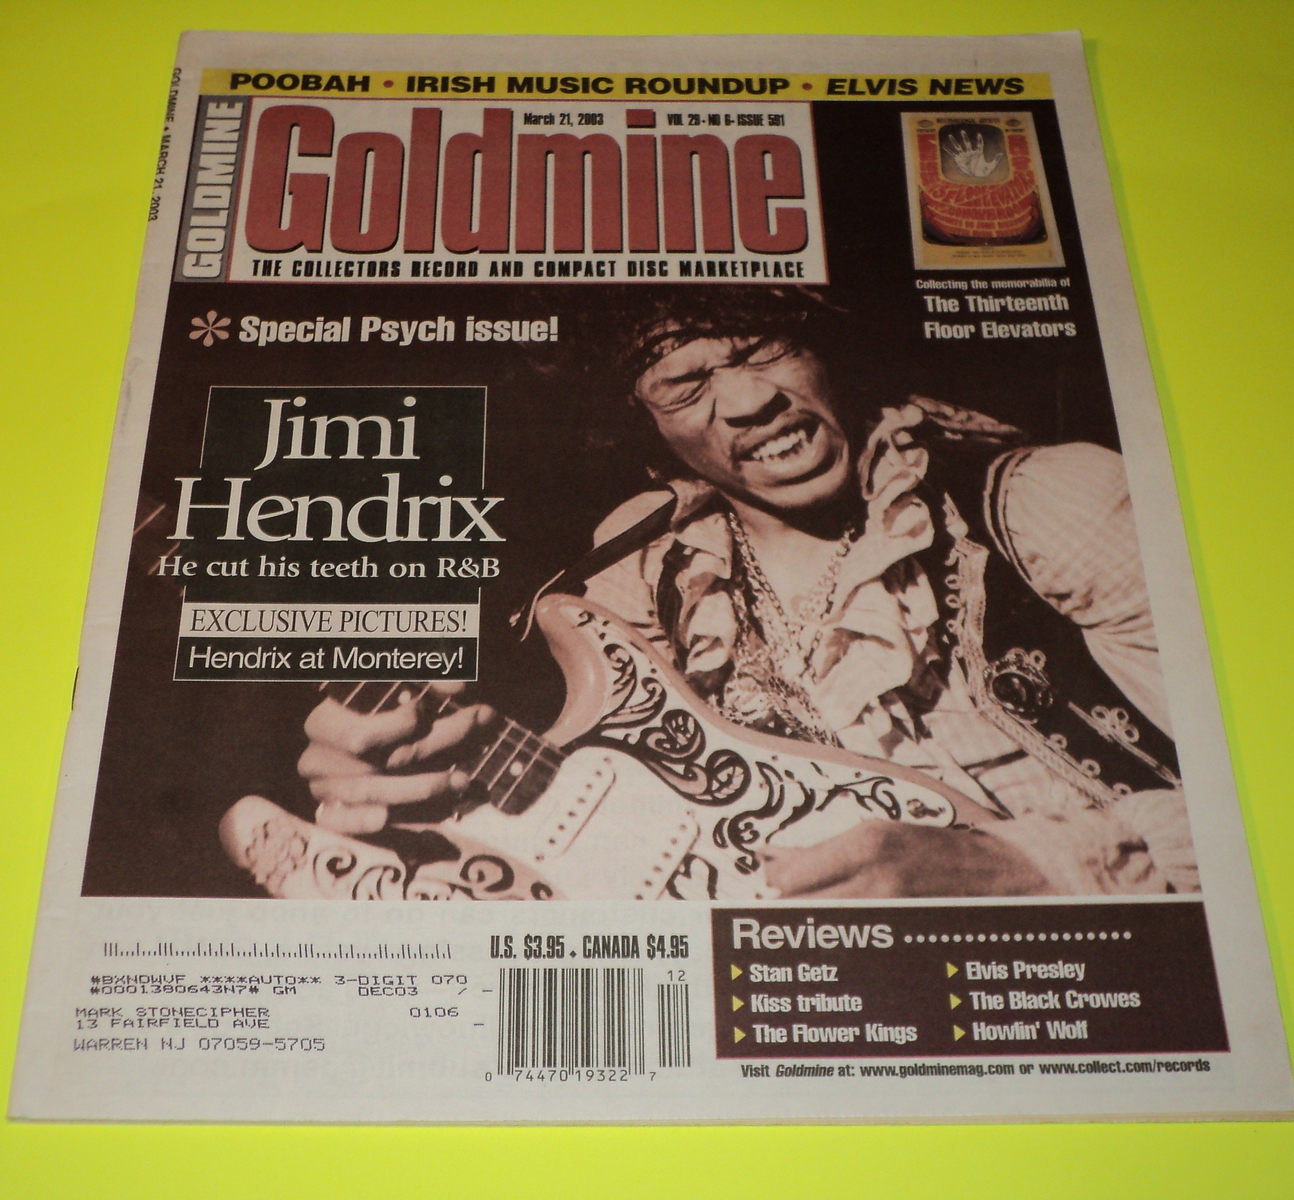 POOBAH • IRISH MUSIC ROUNDUP • ELVIS NEWS
GOLDMINE • MARCH 21, 2003
GOLDMINE
March 21, 2003 VOL 29 • NO 6 • ISSUE 591
Goldmine
THE COLLECTORS RECORD AND COMPACT DISC MARKETPLACE
Collecting the memorabilia of
The Thirteenth
Floor Elevators
* Special Psych issue!
Jimi
Hendrix
He cut his teeth on R&B
EXCLUSIVE PICTURES!
Hendrix at Monterey!
U.S. $3.95 • CANADA $4.95
#BXNDWVF ****AUTO** 3-DIGIT 070
#0001380643N7# GM DEC03 /
MARK STONECIPHER 0106
13 FAIRFIELD AVE
WARREN NJ 07059-5705
12
0 74470 19322 7
Reviews
Stan Getz
Kiss tribute
The Flower Kings
Elvis Presley
The Black Crowes
Howlin' Wolf
Visit Goldmine at: www.goldminemag.com or www.collect.com/records